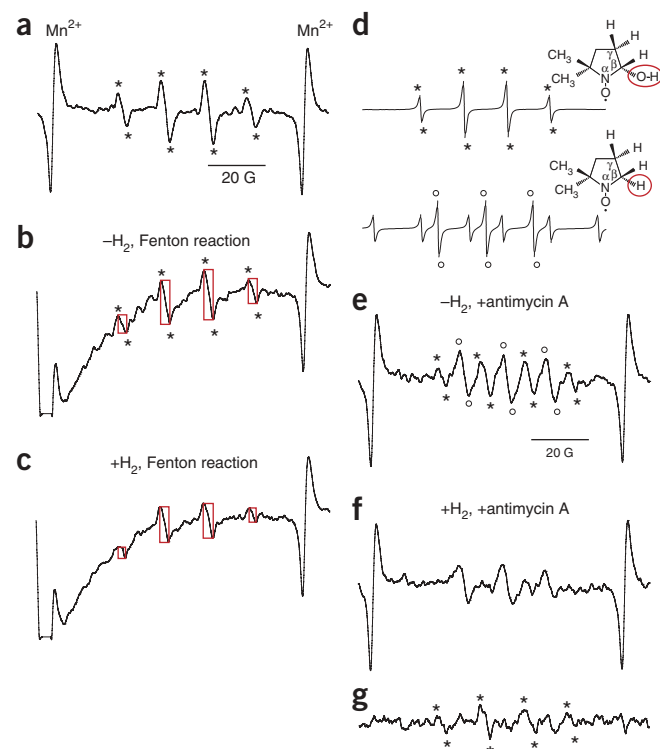 a
Mn2+
Mn2+
* * * *
* * * *
20 G
b
–H2, Fenton reaction
* * * *
* * * *
c
+H2, Fenton reaction
d
* * * *
* * * *
H
H
H
γ
β
α
CH3
CH3
N
O•
O-H
H
H
H
γ
β
α
CH3
CH3
N
O•
H
e
–H2, +antimycin A
* * * *
* * * *
20 G
f
+H2, +antimycin A
g
* * * *
* * * *